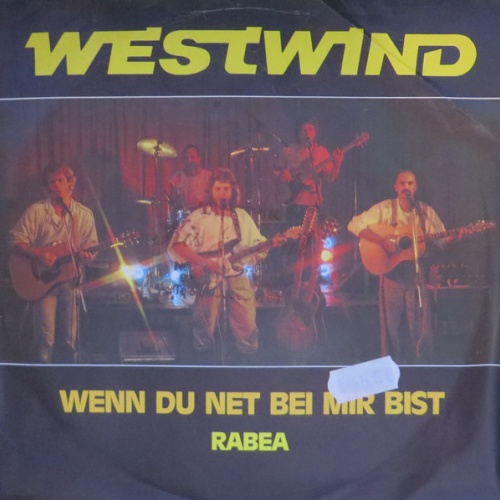 WESTWIND
WENN DU NET BEI MIR BIST
RABEA